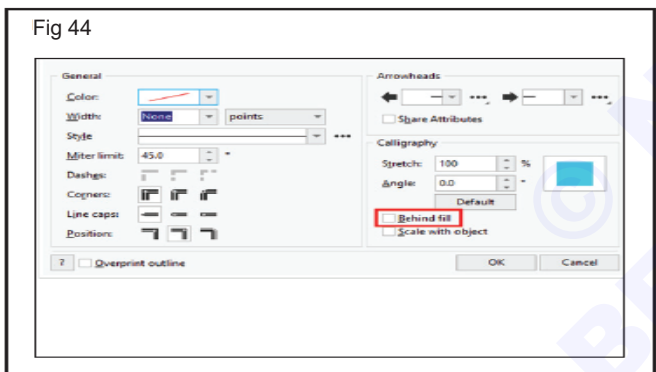 Fig 44
General
Color:
Width: None points
Style
Miter limit: 45.0 °
Dashes:
Corners:
Line caps:
Position:
? Overprint outline
Arrowheads
Share Attributes
Calligraphy
Stretch: 100 %
Angle: 0.0 °
Default
Behind fill
Scale with object
OK Cancel